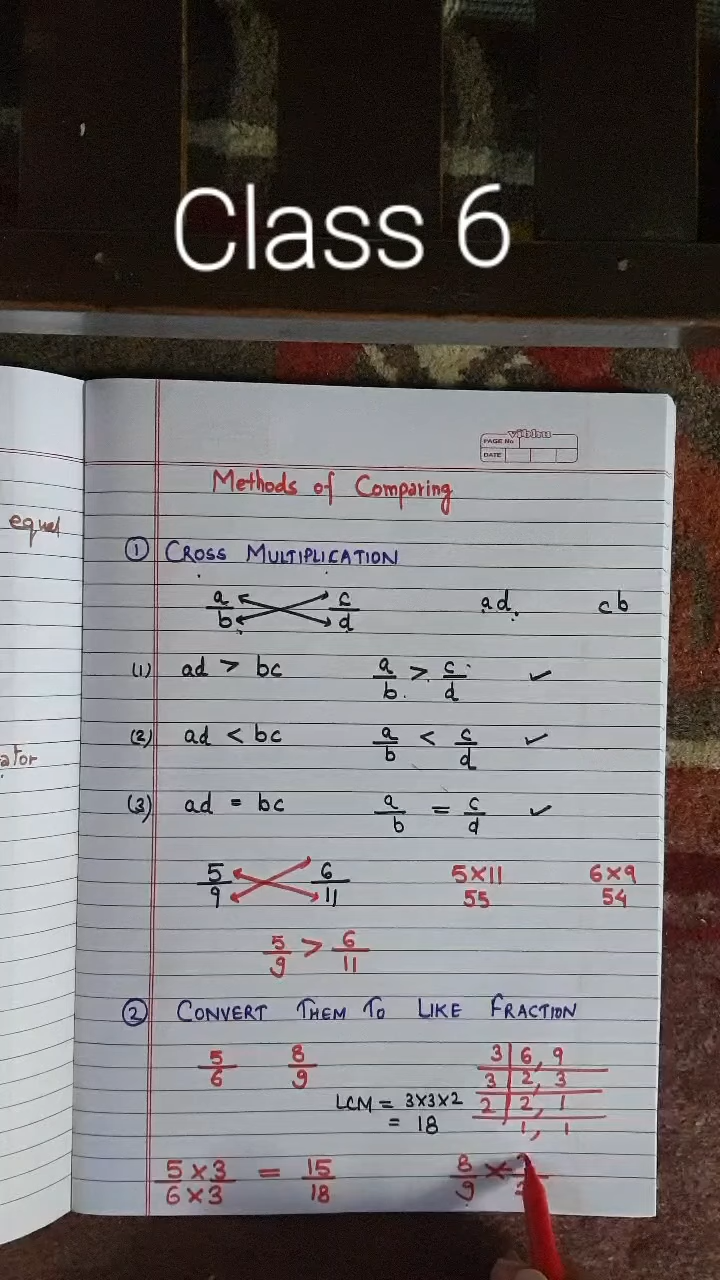 Class 6
vibhu
PAGE No
DATE
Methods of Comparing
equal
① CROSS MULTIPLICATION
a/b c/d ad cb
(1) ad > bc a/b > c/d ✓
(2) ad < bc a/b < c/d ✓
ator
(3) ad = bc a/b = c/d ✓
5/9 6/11 5×11 6×9
55 54
5/9 > 6/11
② CONVERT THEM TO LIKE FRACTION
5/6 8/9 3 | 6, 9
3 | 2, 3
LCM = 3×3×2 2 | 2, 1
= 18 1, 1
5×3/6×3 = 15/18 8/9 ×